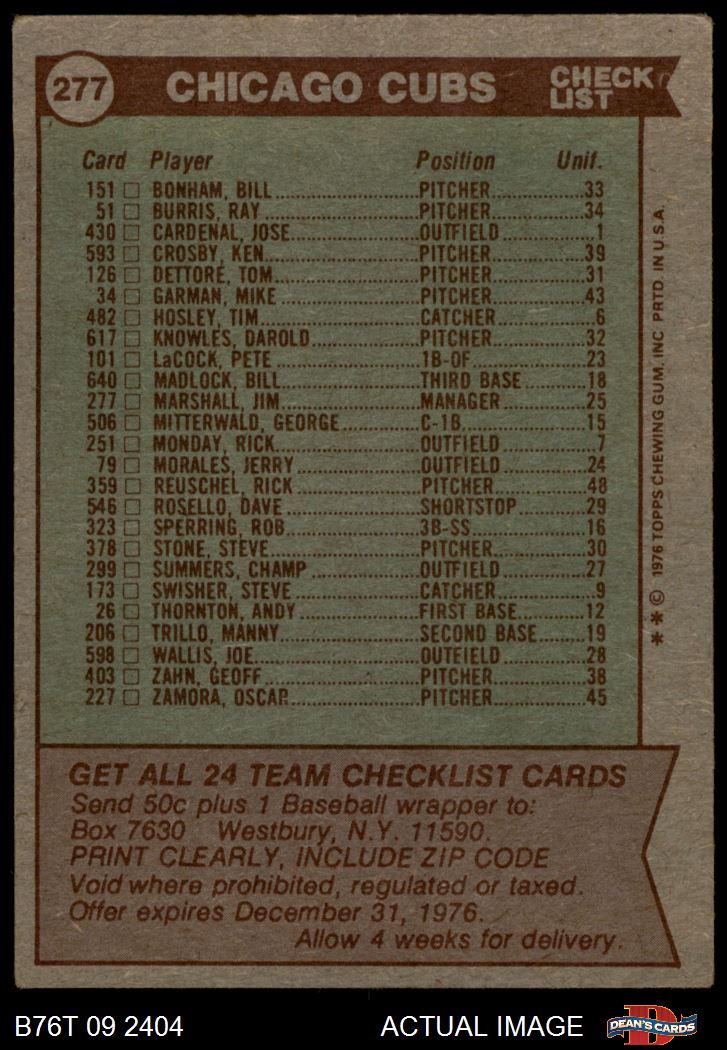 277 CHICAGO CUBS CHECK LIST
Card Player Position Unif.
151 □ BONHAM, BILL PITCHER 33
51 □ BURRIS, RAY PITCHER 34
430 □ CARDENAL, JOSE OUTFIELD 1
593 □ CROSBY, KEN PITCHER 39
126 □ DETTORE, TOM PITCHER 31
34 □ GARMAN, MIKE PITCHER 43
482 □ HOSLEY, TIM CATCHER 6
617 □ KNOWLES, DAROLD PITCHER 32
101 □ LaCOCK, PETE 1B-OF 23
640 □ MADLOCK, BILL THIRD BASE 18
277 □ MARSHALL, JIM MANAGER 25
506 □ MITTERWALD, GEORGE C-1B 15
251 □ MONDAY, RICK OUTFIELD 7
79 □ MORALES, JERRY OUTFIELD 24
359 □ REUSCHEL, RICK PITCHER 48
546 □ ROSELLO, DAVE SHORTSTOP 29
323 □ SPERRING, ROB 3B-SS 16
378 □ STONE, STEVE PITCHER 30
299 □ SUMMERS, CHAMP OUTFIELD 27
173 □ SWISHER, STEVE CATCHER 9
26 □ THORNTON, ANDY FIRST BASE 12
206 □ TRILLO, MANNY SECOND BASE 19
598 □ WALLIS, JOE OUTFIELD 28
403 □ ZAHN, GEOFF PITCHER 38
227 □ ZAMORA, OSCAR PITCHER 45
**© 1976 TOPPS CHEWING GUM, INC PRTD. IN U.S.A.
GET ALL 24 TEAM CHECKLIST CARDS
Send 50c plus 1 Baseball wrapper to:
Box 7630 Westbury, N.Y. 11590.
PRINT CLEARLY, INCLUDE ZIP CODE
Void where prohibited, regulated or taxed.
Offer expires December 31, 1976.
Allow 4 weeks for delivery.
B76T 09 2404 ACTUAL IMAGE D DEAN'S CARDS